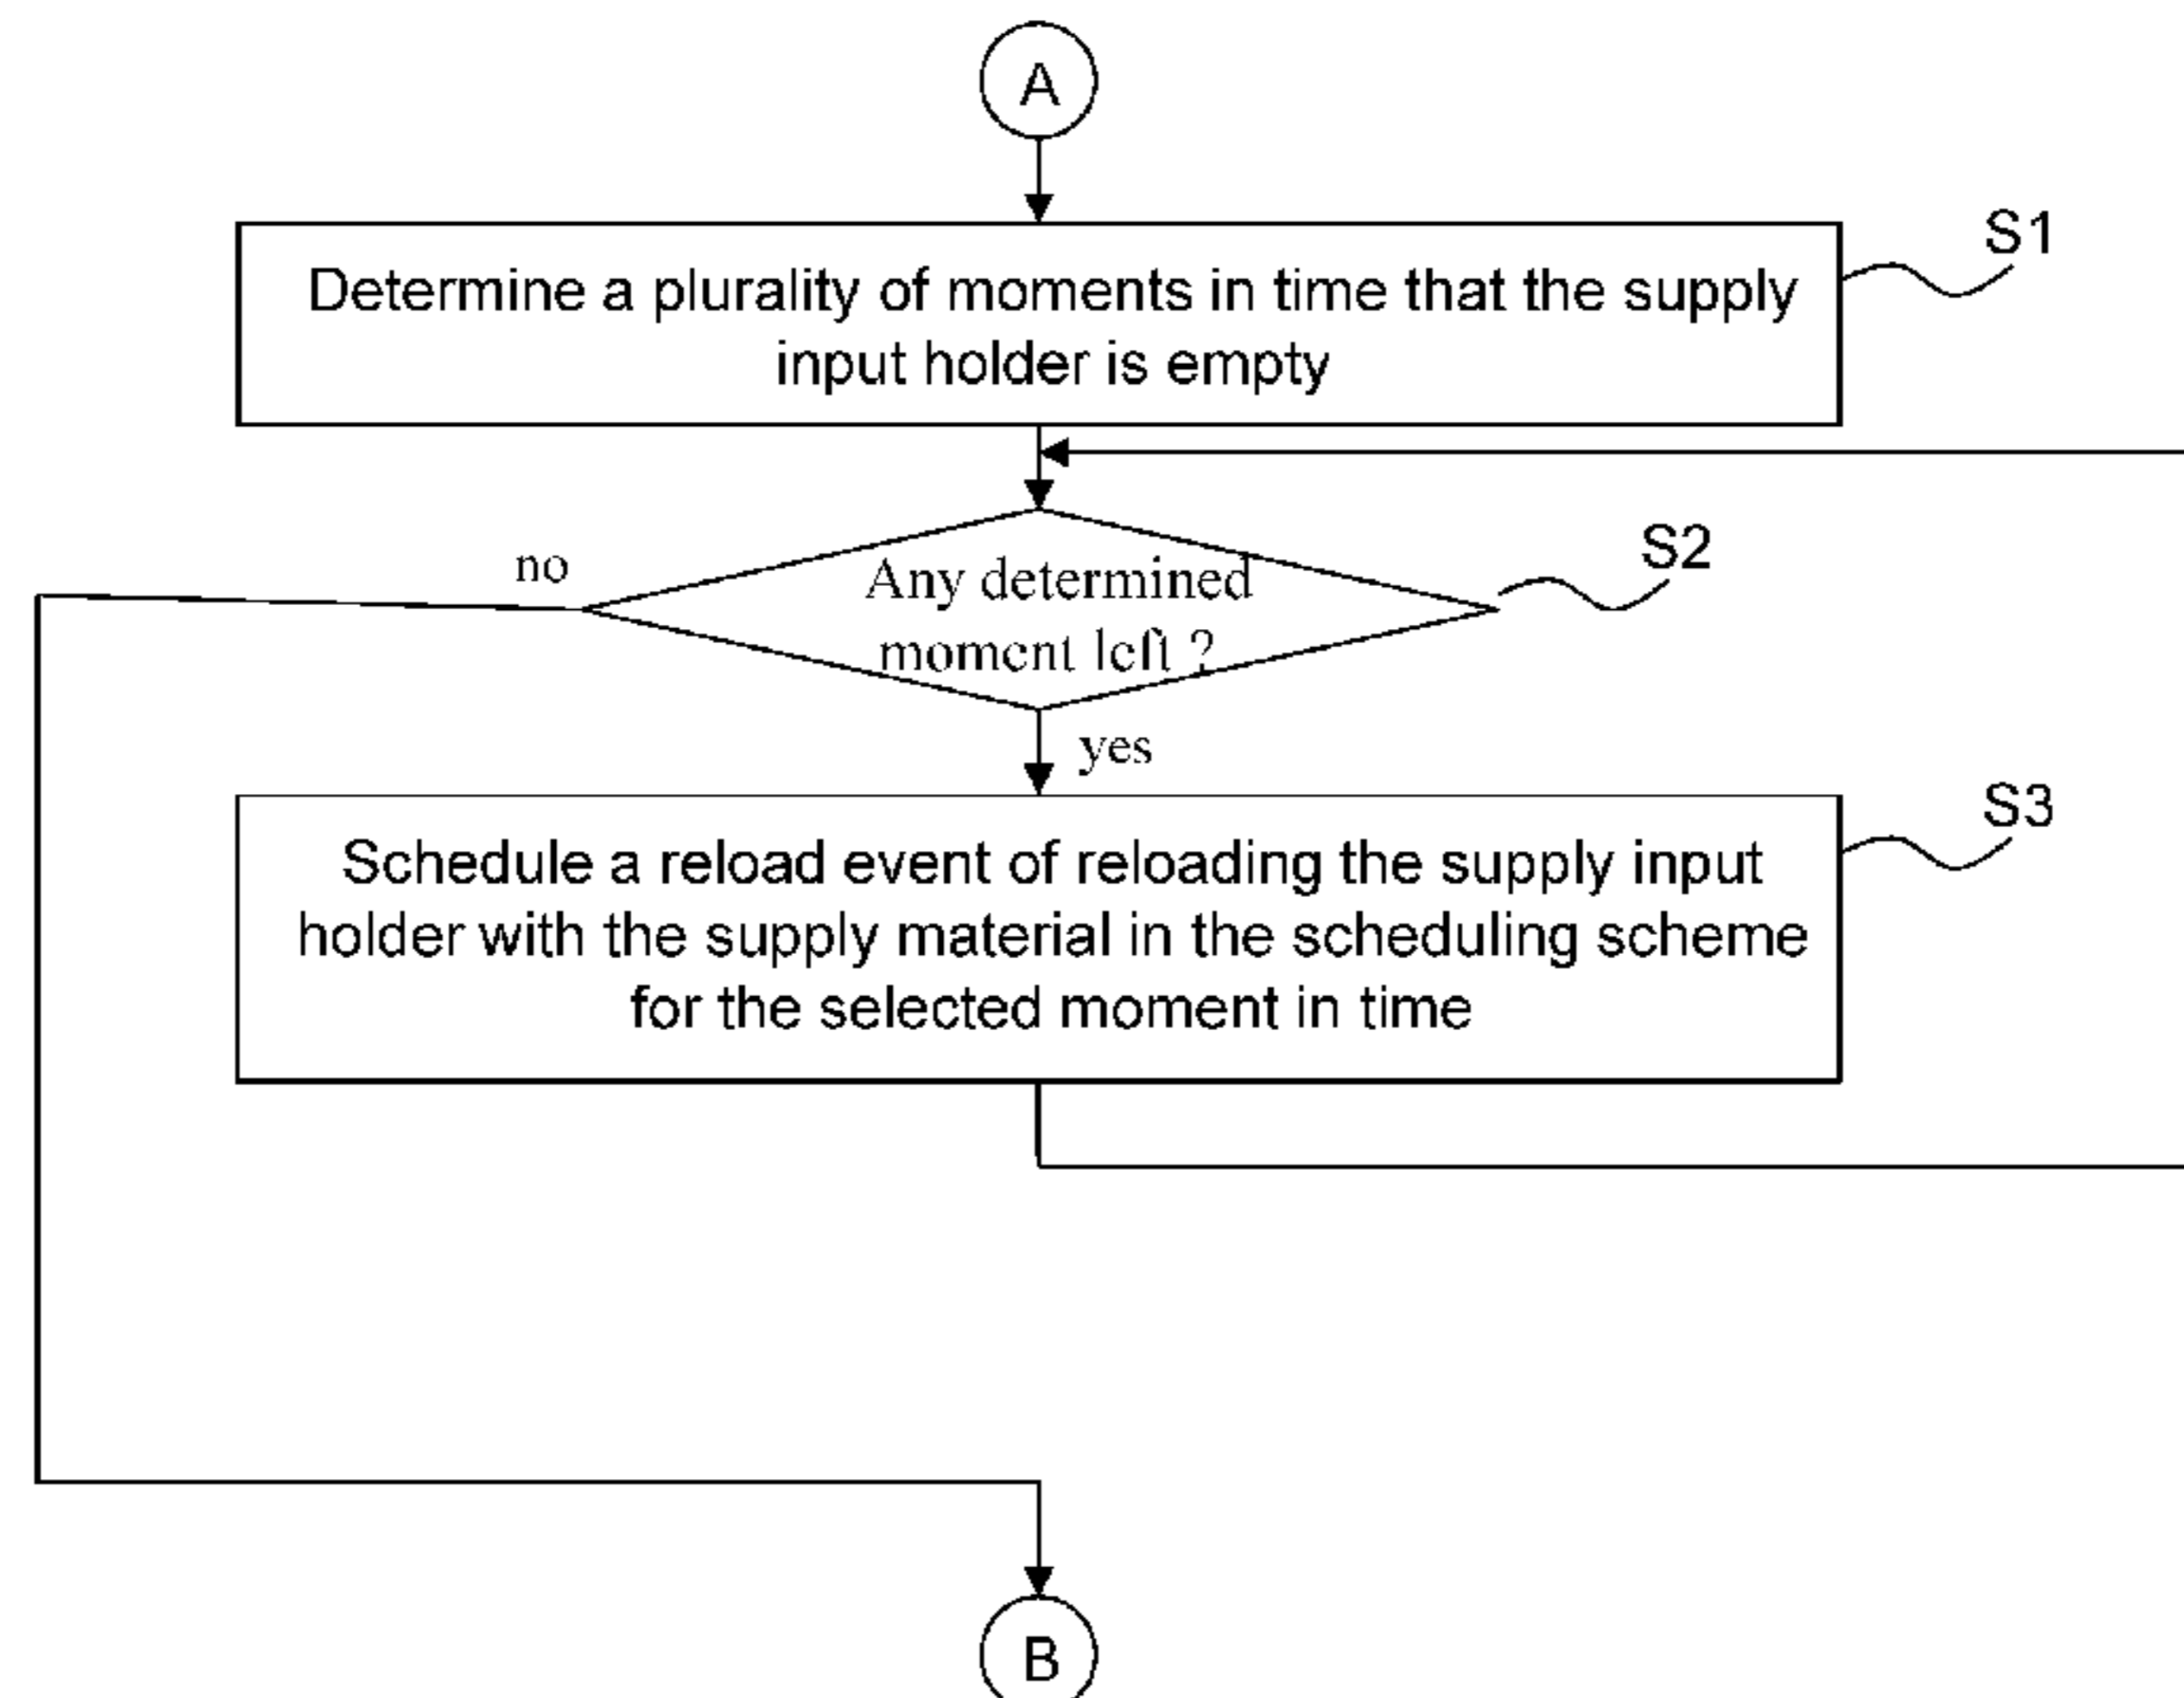 A
Determine a plurality of moments in time that the supply
input holder is empty
S1
no
Any determined
moment left ?
S2
yes
Schedule a reload event of reloading the supply input
holder with the supply material in the scheduling scheme
for the selected moment in time
S3
B